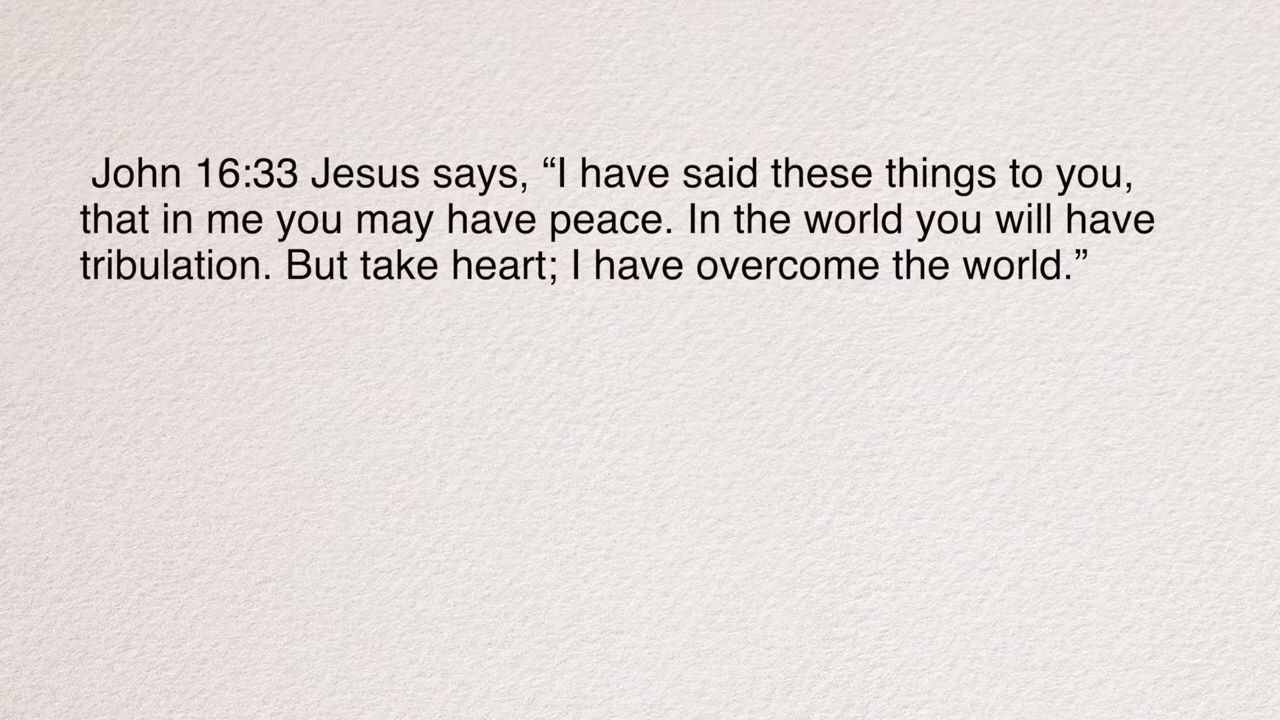 John 16:33 Jesus says, “I have said these things to you,
that in me you may have peace. In the world you will have
tribulation. But take heart; I have overcome the world.”